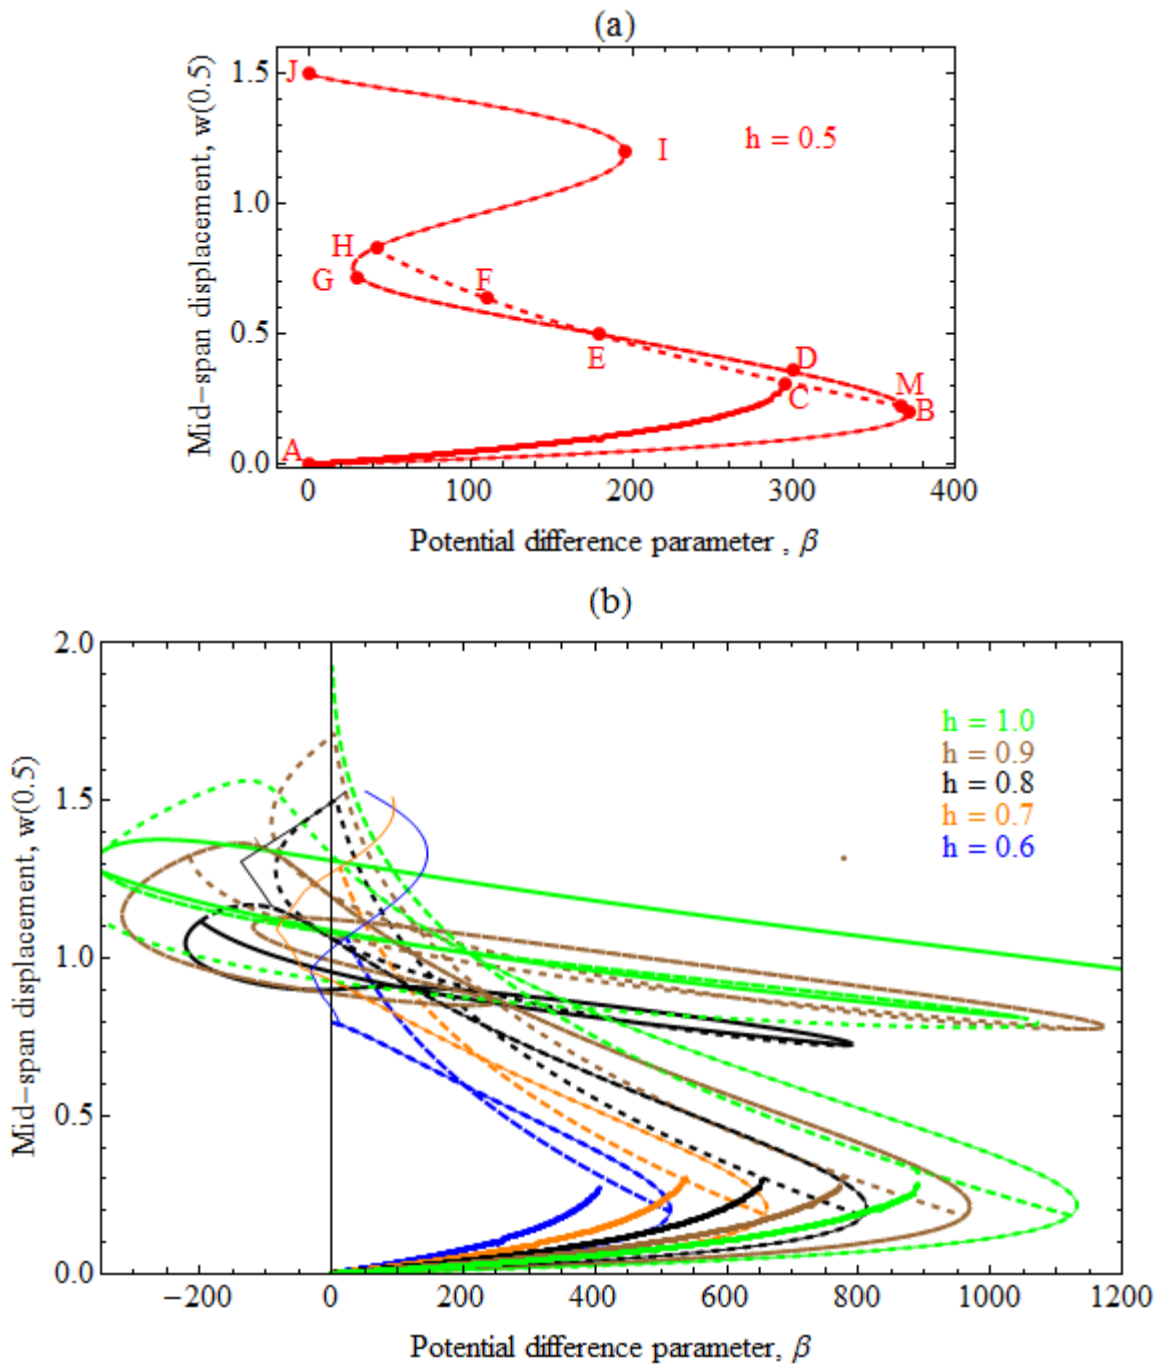 (a)
1.5
J
h = 0.5
I
1.0
H
G
F
0.5
E
D
M
C
B
A
0.0
0 100 200 300 400
Mid-span displacement, w(0.5)
Potential difference parameter , β
(b)
2.0
h = 1.0
h = 0.9
h = 0.8
h = 0.7
h = 0.6
1.5
1.0
0.5
0.0
−200 0 200 400 600 800 1000 1200
Mid-span displacement, w(0.5)
Potential difference parameter, β